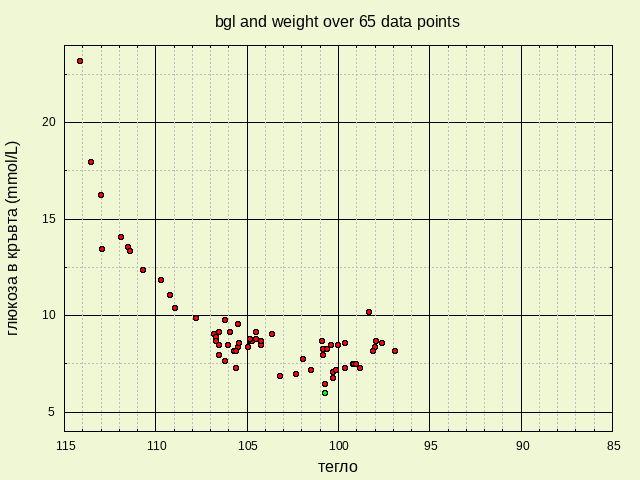 bgl and weight over 65 data points
глюкоза в кръвта (mmol/L)
20
15
10
5
115 110 105 100 95 90 85
тегло